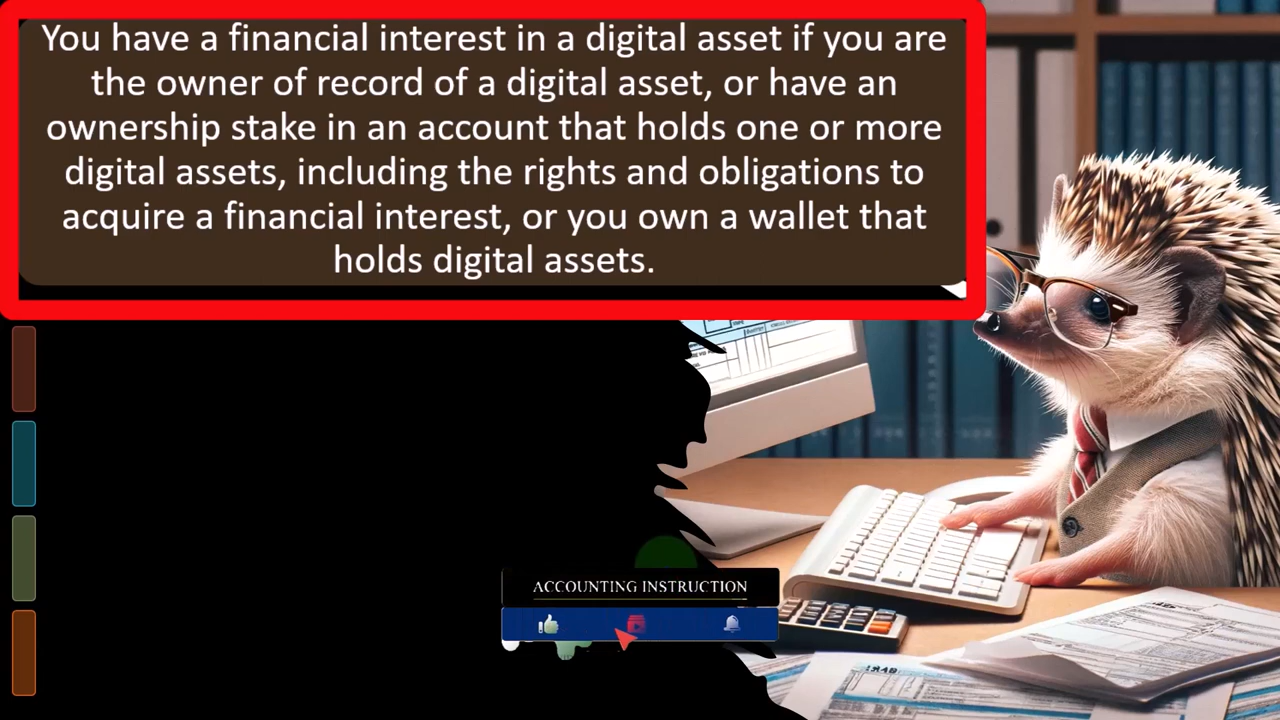 You have a financial interest in a digital asset if you are
the owner of record of a digital asset, or have an
ownership stake in an account that holds one or more
digital assets, including the rights and obligations to
acquire a financial interest, or you own a wallet that
holds digital assets.
ACCOUNTING INSTRUCTION